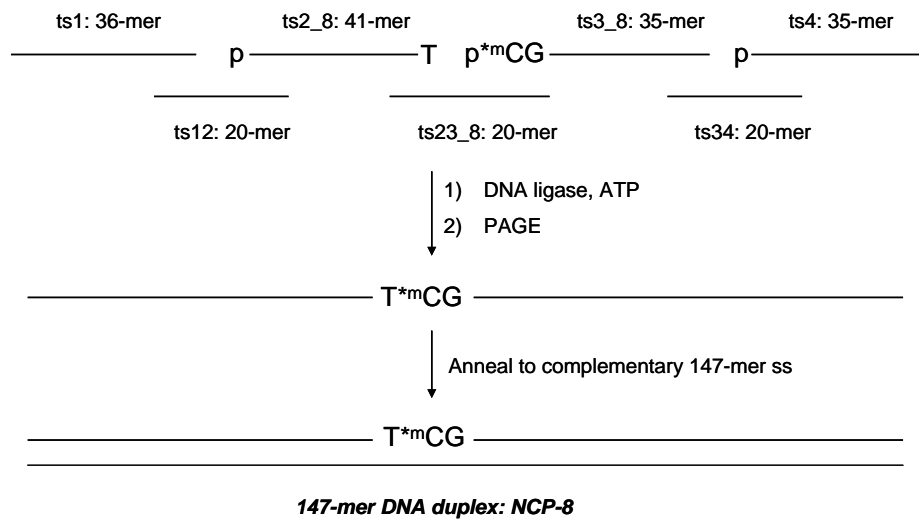 ts1: 36-mer ts2_8: 41-mer ts3_8: 35-mer ts4: 35-mer
p T p*mCG p
ts12: 20-mer ts23_8: 20-mer ts34: 20-mer
1) DNA ligase, ATP
2) PAGE
T*mCG
Anneal to complementary 147-mer ss
T*mCG
147-mer DNA duplex: NCP-8